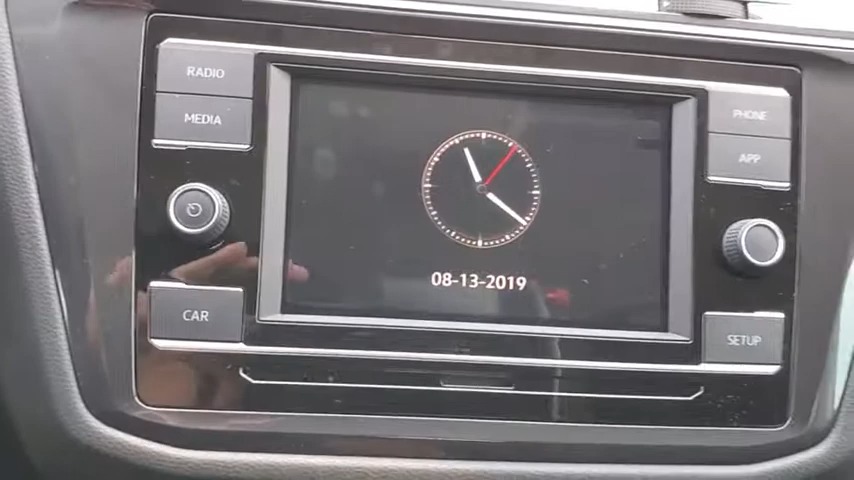 RADIO
MEDIA
CAR
08-13-2019
PHONE
APP
SETUP